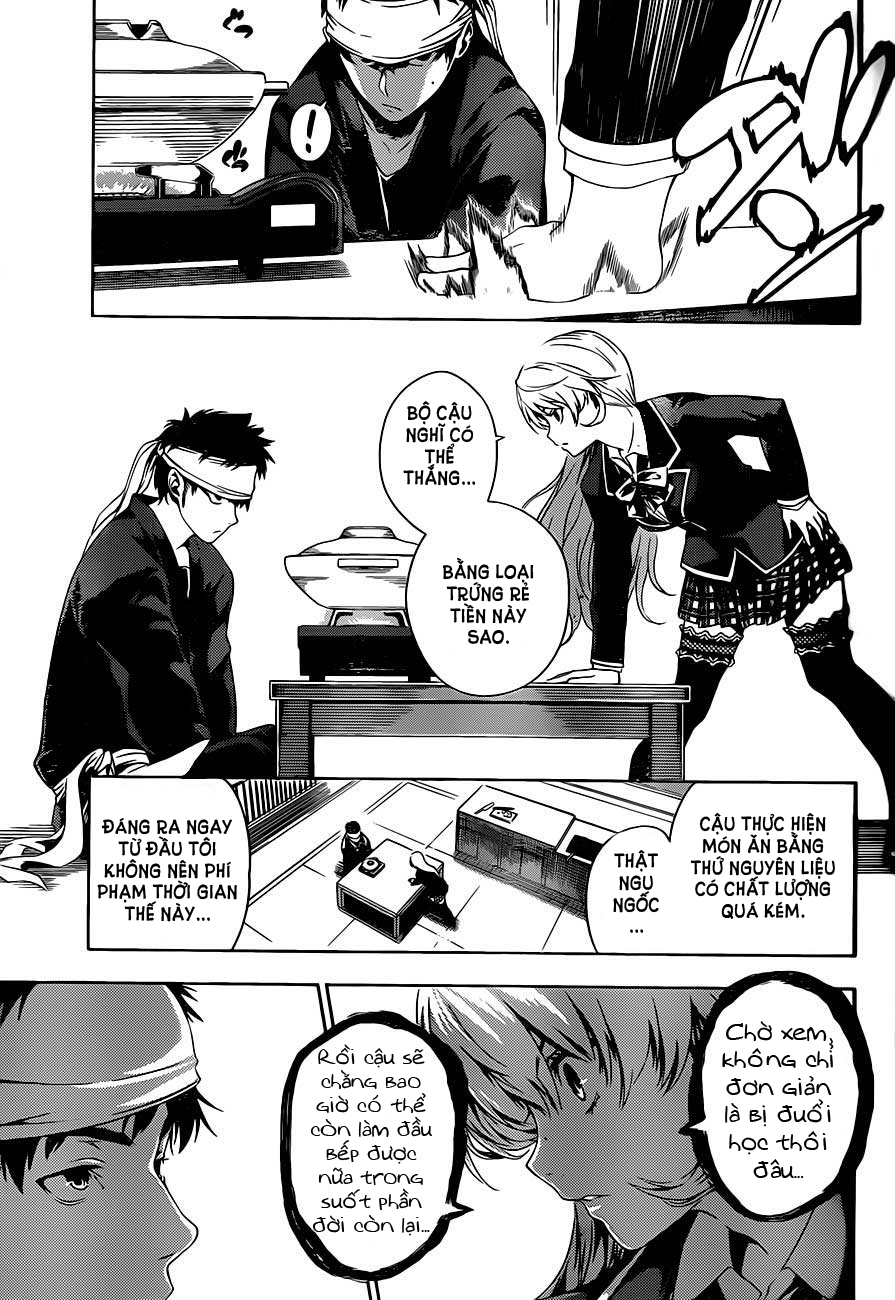 !
BỘ CẬU
NGHĨ CÓ
THỂ
THẮNG...
BẰNG LOẠI
TRỨNG RẺ
TIỀN NÀY
SAO.
CẬU THỰC HIỆN
MÓN ĂN BẰNG
THỨ NGUYÊN LIỆU
CÓ CHẤT LƯỢNG
QUÁ KÉM.
THẬT
NGU
NGỐC
...
ĐÁNG RA NGAY
TỪ ĐẦU TÔI
KHÔNG NÊN PHÍ
PHẠM THỜI GIAN
THẾ NÀY...
Chờ xem,
không chỉ
đơn giản
là bị đuổi
học thôi
đâu...
Rồi cậu sẽ
chẳng bao
giờ có thể
còn làm đầu
bếp được
nữa trong
suốt phần
đời còn lại...